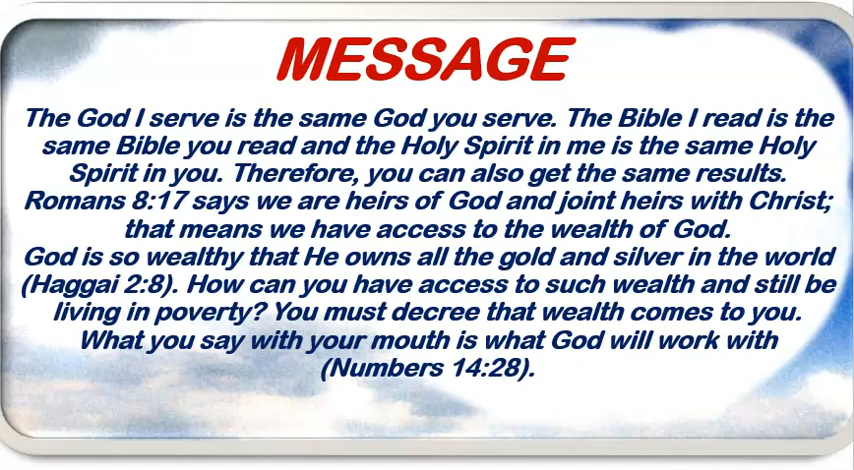 MESSAGE
The God I serve is the same God you serve. The Bible I read is the
same Bible you read and the Holy Spirit in me is the same Holy
Spirit in you. Therefore, you can also get the same results.
Romans 8:17 says we are heirs of God and joint heirs with Christ;
that means we have access to the wealth of God.
God is so wealthy that He owns all the gold and silver in the world
(Haggai 2:8). How can you have access to such wealth and still be
living in poverty? You must decree that wealth comes to you.
What you say with your mouth is what God will work with
(Numbers 14:28).